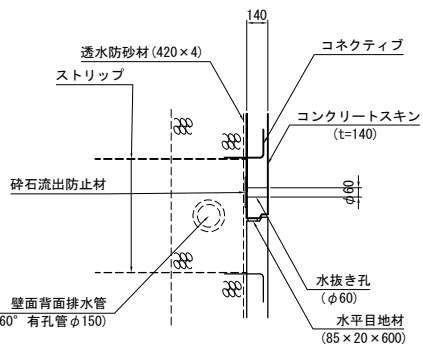 140
透水防砂材(420×4)
コネクティブ
ストリップ
コンクリートスキン
(t=140)
砕石流出防止材
φ60
水抜き孔
(φ60)
壁面背面排水管
60° 有孔管φ150)
水平目地材
(85×20×600)